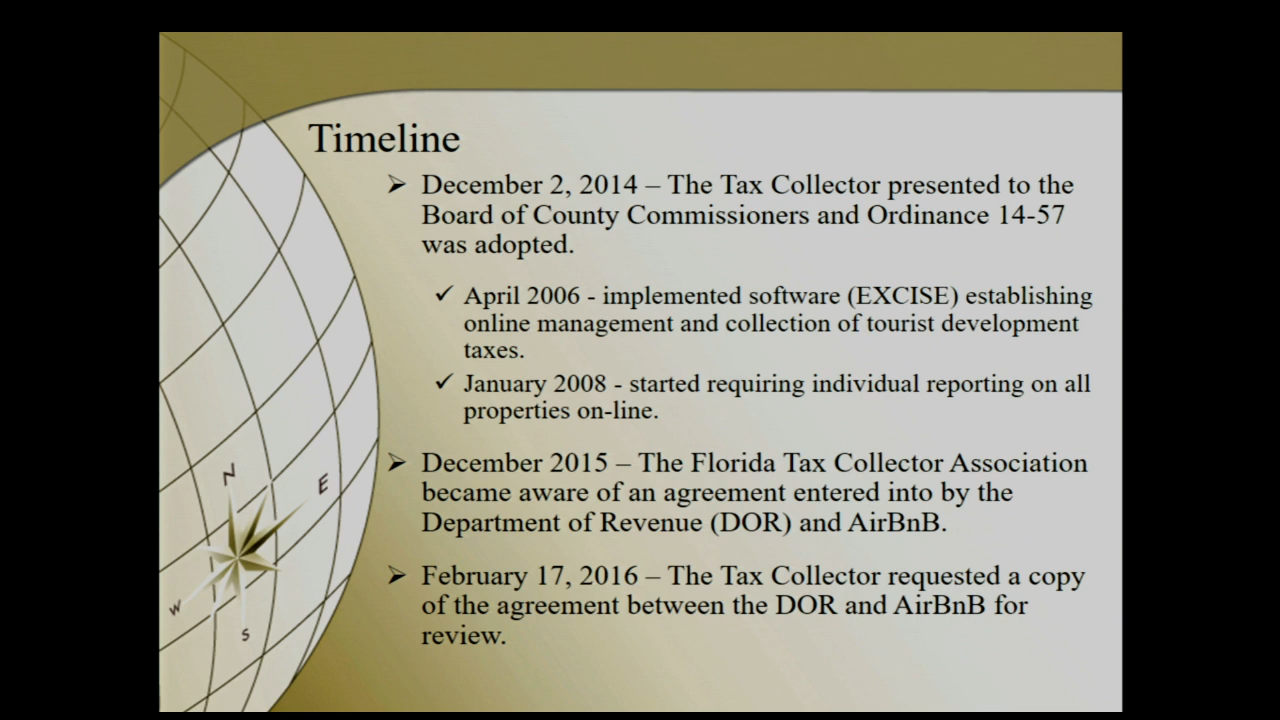 Timeline
December 2, 2014 – The Tax Collector presented to the
Board of County Commissioners and Ordinance 14-57
was adopted.
April 2006 - implemented software (EXCISE) establishing
online management and collection of tourist development
taxes.
January 2008 - started requiring individual reporting on all
properties on-line.
December 2015 – The Florida Tax Collector Association
became aware of an agreement entered into by the
Department of Revenue (DOR) and AirBnB.
February 17, 2016 – The Tax Collector requested a copy
of the agreement between the DOR and AirBnB for
review.
N
E
W
S